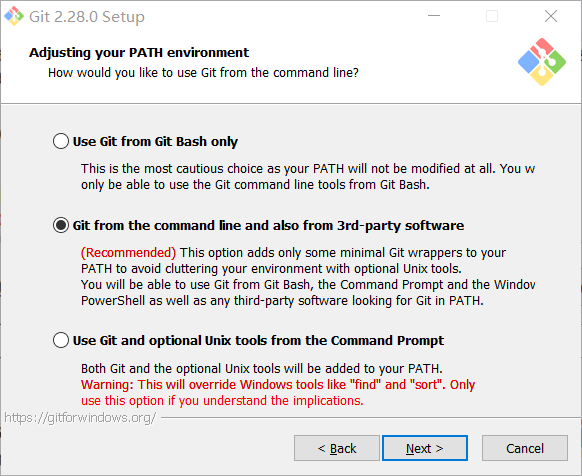 Git 2.28.0 Setup
Adjusting your PATH environment
How would you like to use Git from the command line?
Use Git from Git Bash only
This is the most cautious choice as your PATH will not be modified at all. You w
only be able to use the Git command line tools from Git Bash.
Git from the command line and also from 3rd-party software
(Recommended) This option adds only some minimal Git wrappers to your
PATH to avoid cluttering your environment with optional Unix tools.
You will be able to use Git from Git Bash, the Command Prompt and the Window
PowerShell as well as any third-party software looking for Git in PATH.
Use Git and optional Unix tools from the Command Prompt
Both Git and the optional Unix tools will be added to your PATH.
Warning: This will override Windows tools like "find" and "sort". Only
use this option if you understand the implications.
https://gitforwindows.org/
< Back
Next >
Cancel